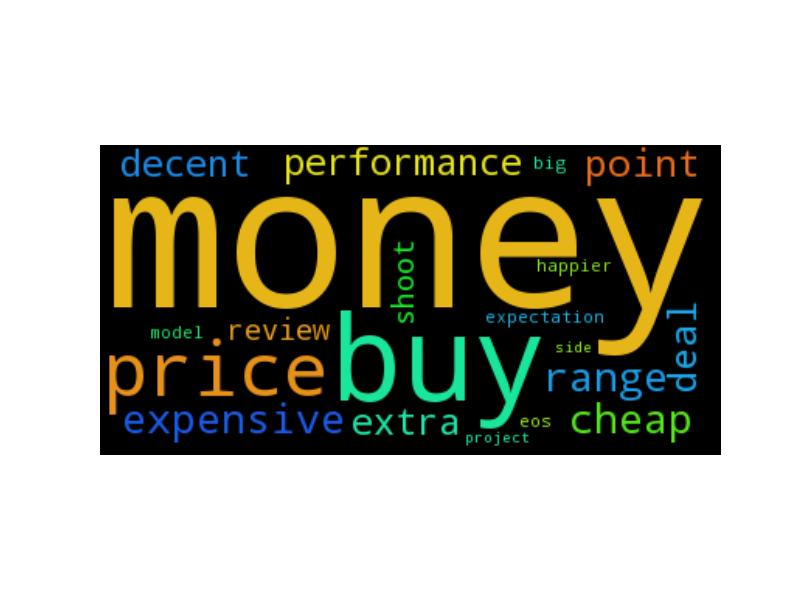 decent performance big point
money
shoot
happier
expectation
model review
price buy
side
range deal
expensive extra eos cheap
project